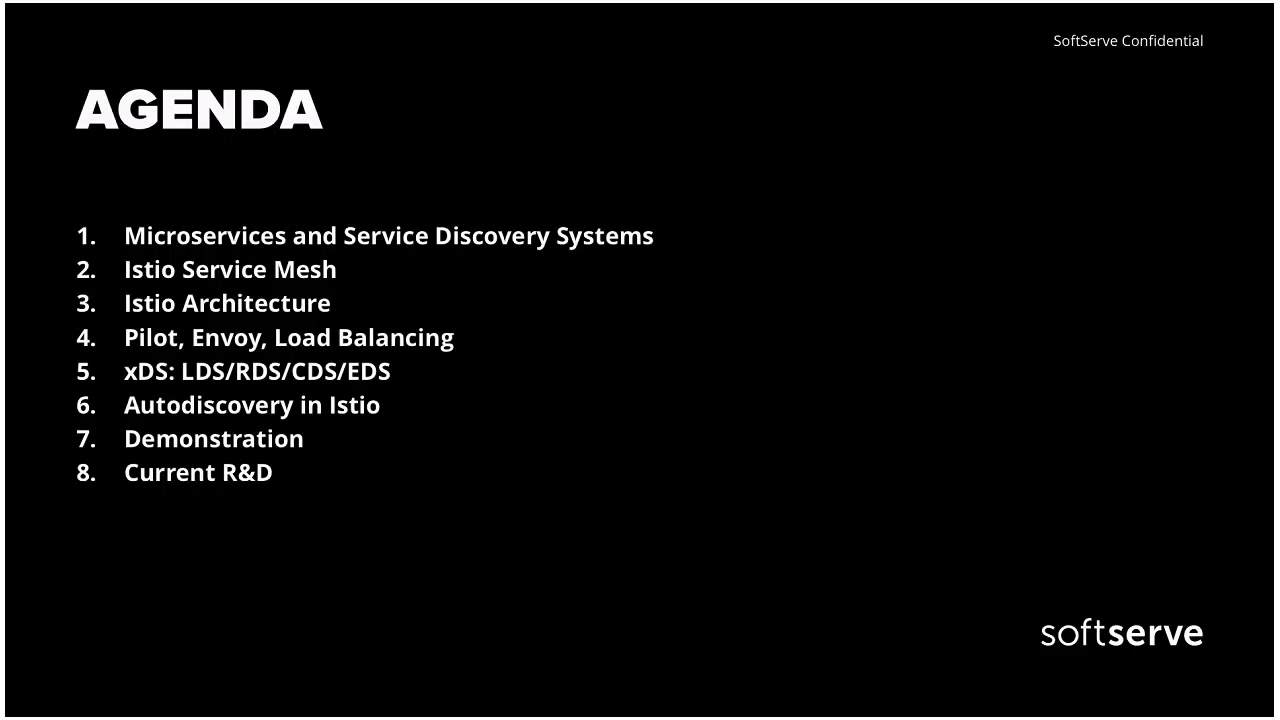 SoftServe Confidential
AGENDA
1. Microservices and Service Discovery Systems
2. Istio Service Mesh
3. Istio Architecture
4. Pilot, Envoy, Load Balancing
5. xDS: LDS/RDS/CDS/EDS
6. Autodiscovery in Istio
7. Demonstration
8. Current R&D
softserve